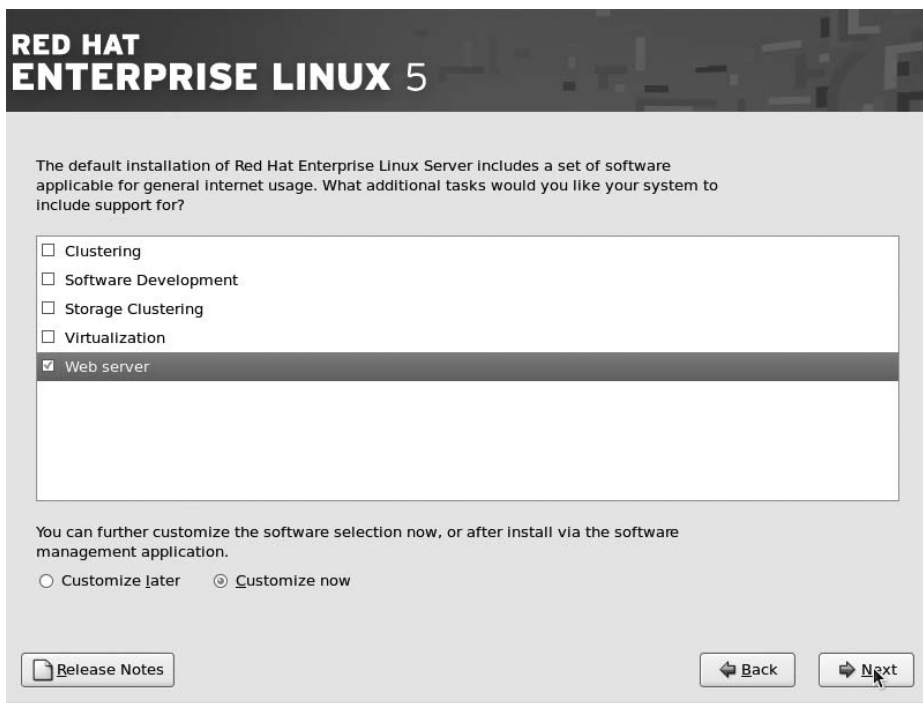 RED HAT
ENTERPRISE LINUX 5
The default installation of Red Hat Enterprise Linux Server includes a set of software
applicable for general internet usage. What additional tasks would you like your system to
include support for?
Clustering
Software Development
Storage Clustering
Virtualization
Web server
You can further customize the software selection now, or after install via the software
management application.
Customize later Customize now
Release Notes Back Next